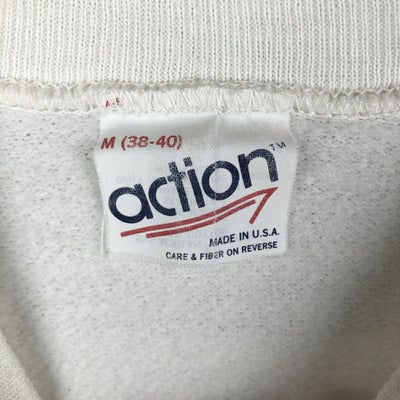 M (38-40)
action™
MADE IN U.S.A.
CARE & FIBER ON REVERSE